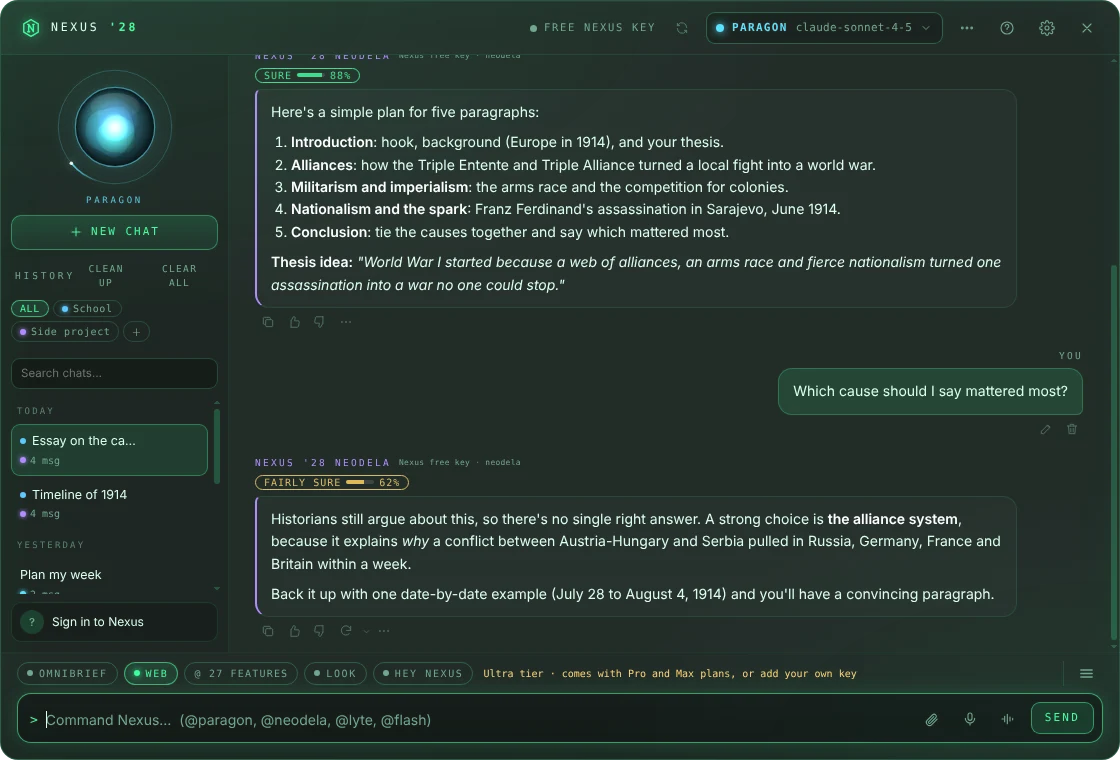 NEXUS '28
FREE NEXUS KEY
PARAGON claude-sonnet-4-5
PARAGON
+ NEW CHAT
HISTORY
CLEAN UP
CLEAR ALL
ALL
School
Side project
+
Search chats...
TODAY
Essay on the ca...
4 msg
Timeline of 1914
4 msg
YESTERDAY
Plan my week
2 msg
? Sign in to Nexus
NEXUS '28 NEODELA Nexus free key · neodela
SURE 88%
Here's a simple plan for five paragraphs:
1. Introduction: hook, background (Europe in 1914), and your thesis.
2. Alliances: how the Triple Entente and Triple Alliance turned a local fight into a world war.
3. Militarism and imperialism: the arms race and the competition for colonies.
4. Nationalism and the spark: Franz Ferdinand's assassination in Sarajevo, June 1914.
5. Conclusion: tie the causes together and say which mattered most.
Thesis idea: "World War I started because a web of alliances, an arms race and fierce nationalism turned one
assassination into a war no one could stop."
YOU
Which cause should I say mattered most?
NEXUS '28 NEODELA Nexus free key · neodela
FAIRLY SURE 62%
Historians still argue about this, so there's no single right answer. A strong choice is the alliance system,
because it explains why a conflict between Austria-Hungary and Serbia pulled in Russia, Germany, France and
Britain within a week.
Back it up with one date-by-date example (July 28 to August 4, 1914) and you'll have a convincing paragraph.
OMNIBRIEF
WEB
@ 27 FEATURES
LOOK
HEY NEXUS
Ultra tier · comes with Pro and Max plans, or add your own key
> Command Nexus... (@paragon, @neodela, @lyte, @flash)
SEND